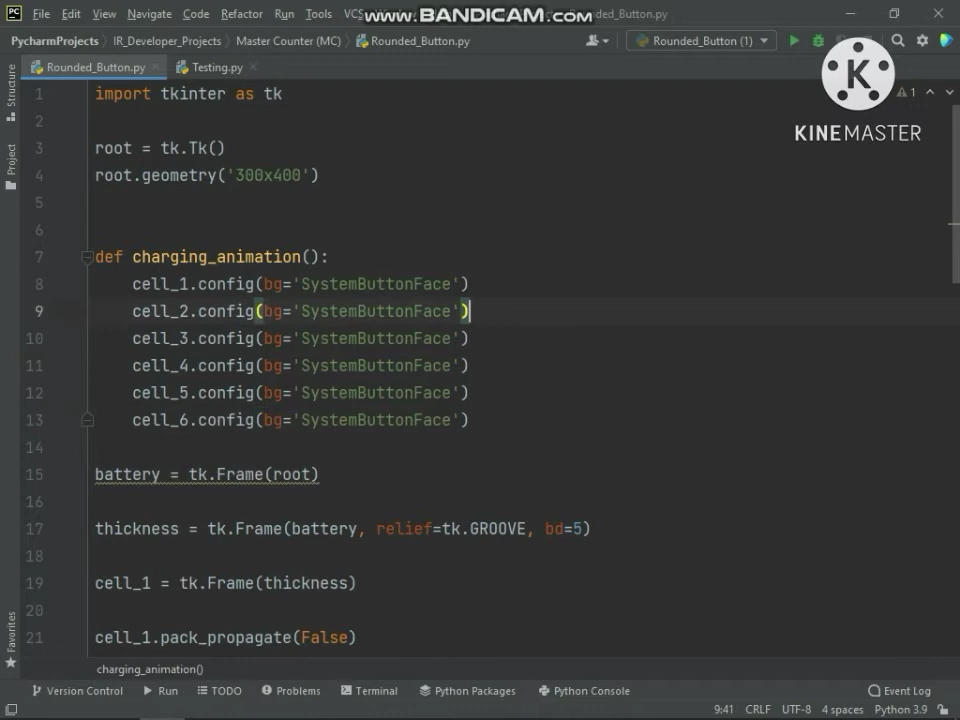 PC File Edit View Navigate Code Refactor Run Tools VCS www.BANDICAM.com Rounded_Button.py
PycharmProjects IR_Developer_Projects Master Counter (MC) Rounded_Button.py Rounded_Button (1)
Rounded_Button.py Testing.py
K
KINEMASTER
1
Structure
Project
Favorites
1 import tkinter as tk
2
3 root = tk.Tk()
4 root.geometry('300x400')
5
6
7 def charging_animation():
8 cell_1.config(bg='SystemButtonFace')
9 cell_2.config(bg='SystemButtonFace')
10 cell_3.config(bg='SystemButtonFace')
11 cell_4.config(bg='SystemButtonFace')
12 cell_5.config(bg='SystemButtonFace')
13 cell_6.config(bg='SystemButtonFace')
14
15 battery = tk.Frame(root)
16
17 thickness = tk.Frame(battery, relief=tk.GROOVE, bd=5)
18
19 cell_1 = tk.Frame(thickness)
20
21 cell_1.pack_propagate(False)
charging_animation()
Version Control Run TODO Problems Terminal Python Packages Python Console Event Log
9:41 CRLF UTF-8 4 spaces Python 3.9